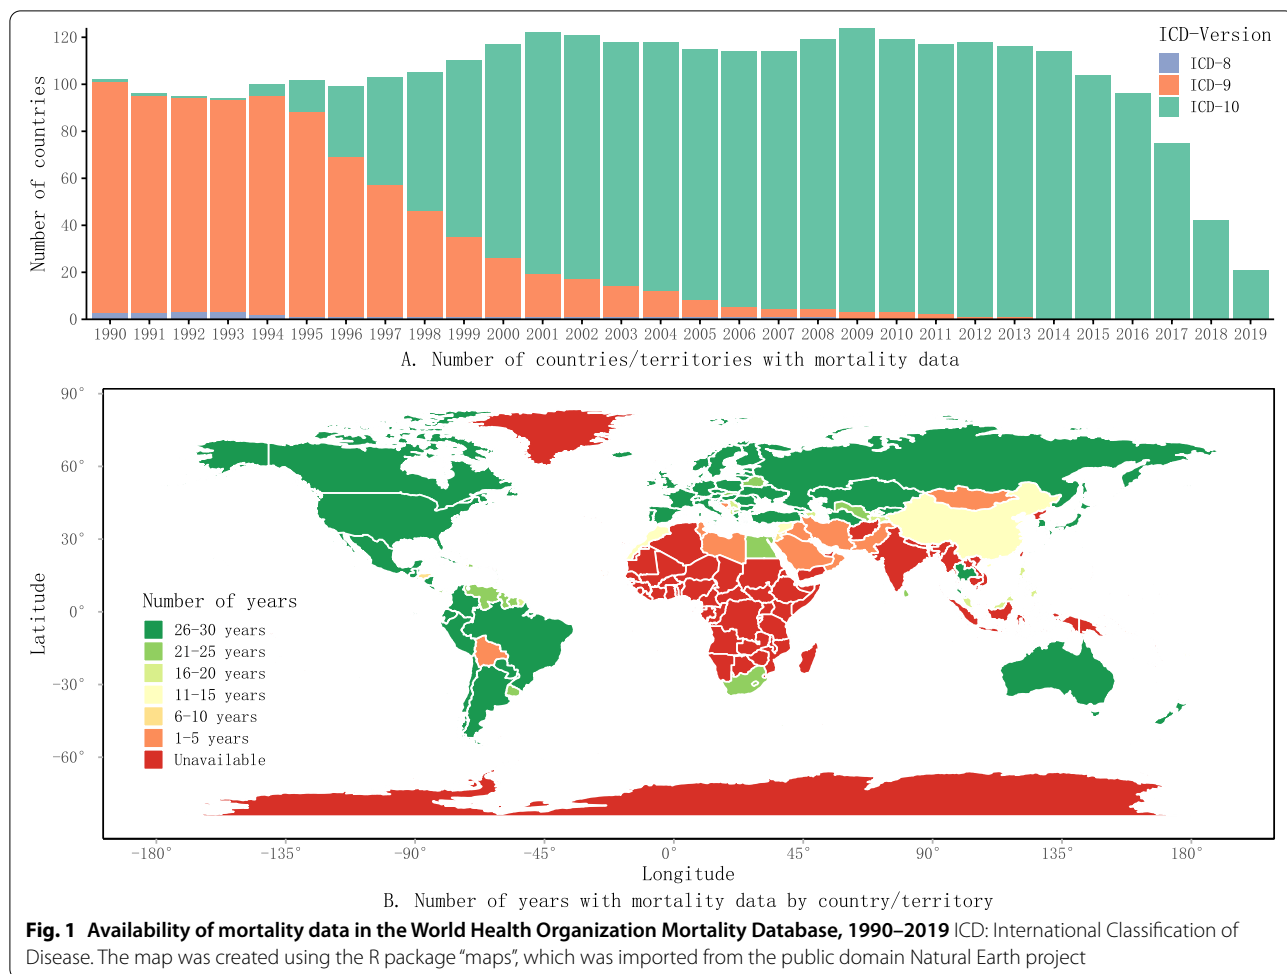 120
100
80
60
40
20
0
Number of countries
ICD-Version
ICD-8
ICD-9
ICD-10
1990 1991 1992 1993 1994 1995 1996 1997 1998 1999 2000 2001 2002 2003 2004 2005 2006 2007 2008 2009 2010 2011 2012 2013 2014 2015 2016 2017 2018 2019
A. Number of countries/territories with mortality data
90°
60°
30°
0°
-30°
-60°
Latitude
Number of years
26-30 years
21-25 years
16-20 years
11-15 years
6-10 years
1-5 years
Unavailable
-180° -135° -90° -45° 0° 45° 90° 135° 180°
Longitude
B. Number of years with mortality data by country/territory
Fig. 1 Availability of mortality data in the World Health Organization Mortality Database, 1990–2019 ICD: International Classification of
Disease. The map was created using the R package “maps”, which was imported from the public domain Natural Earth project